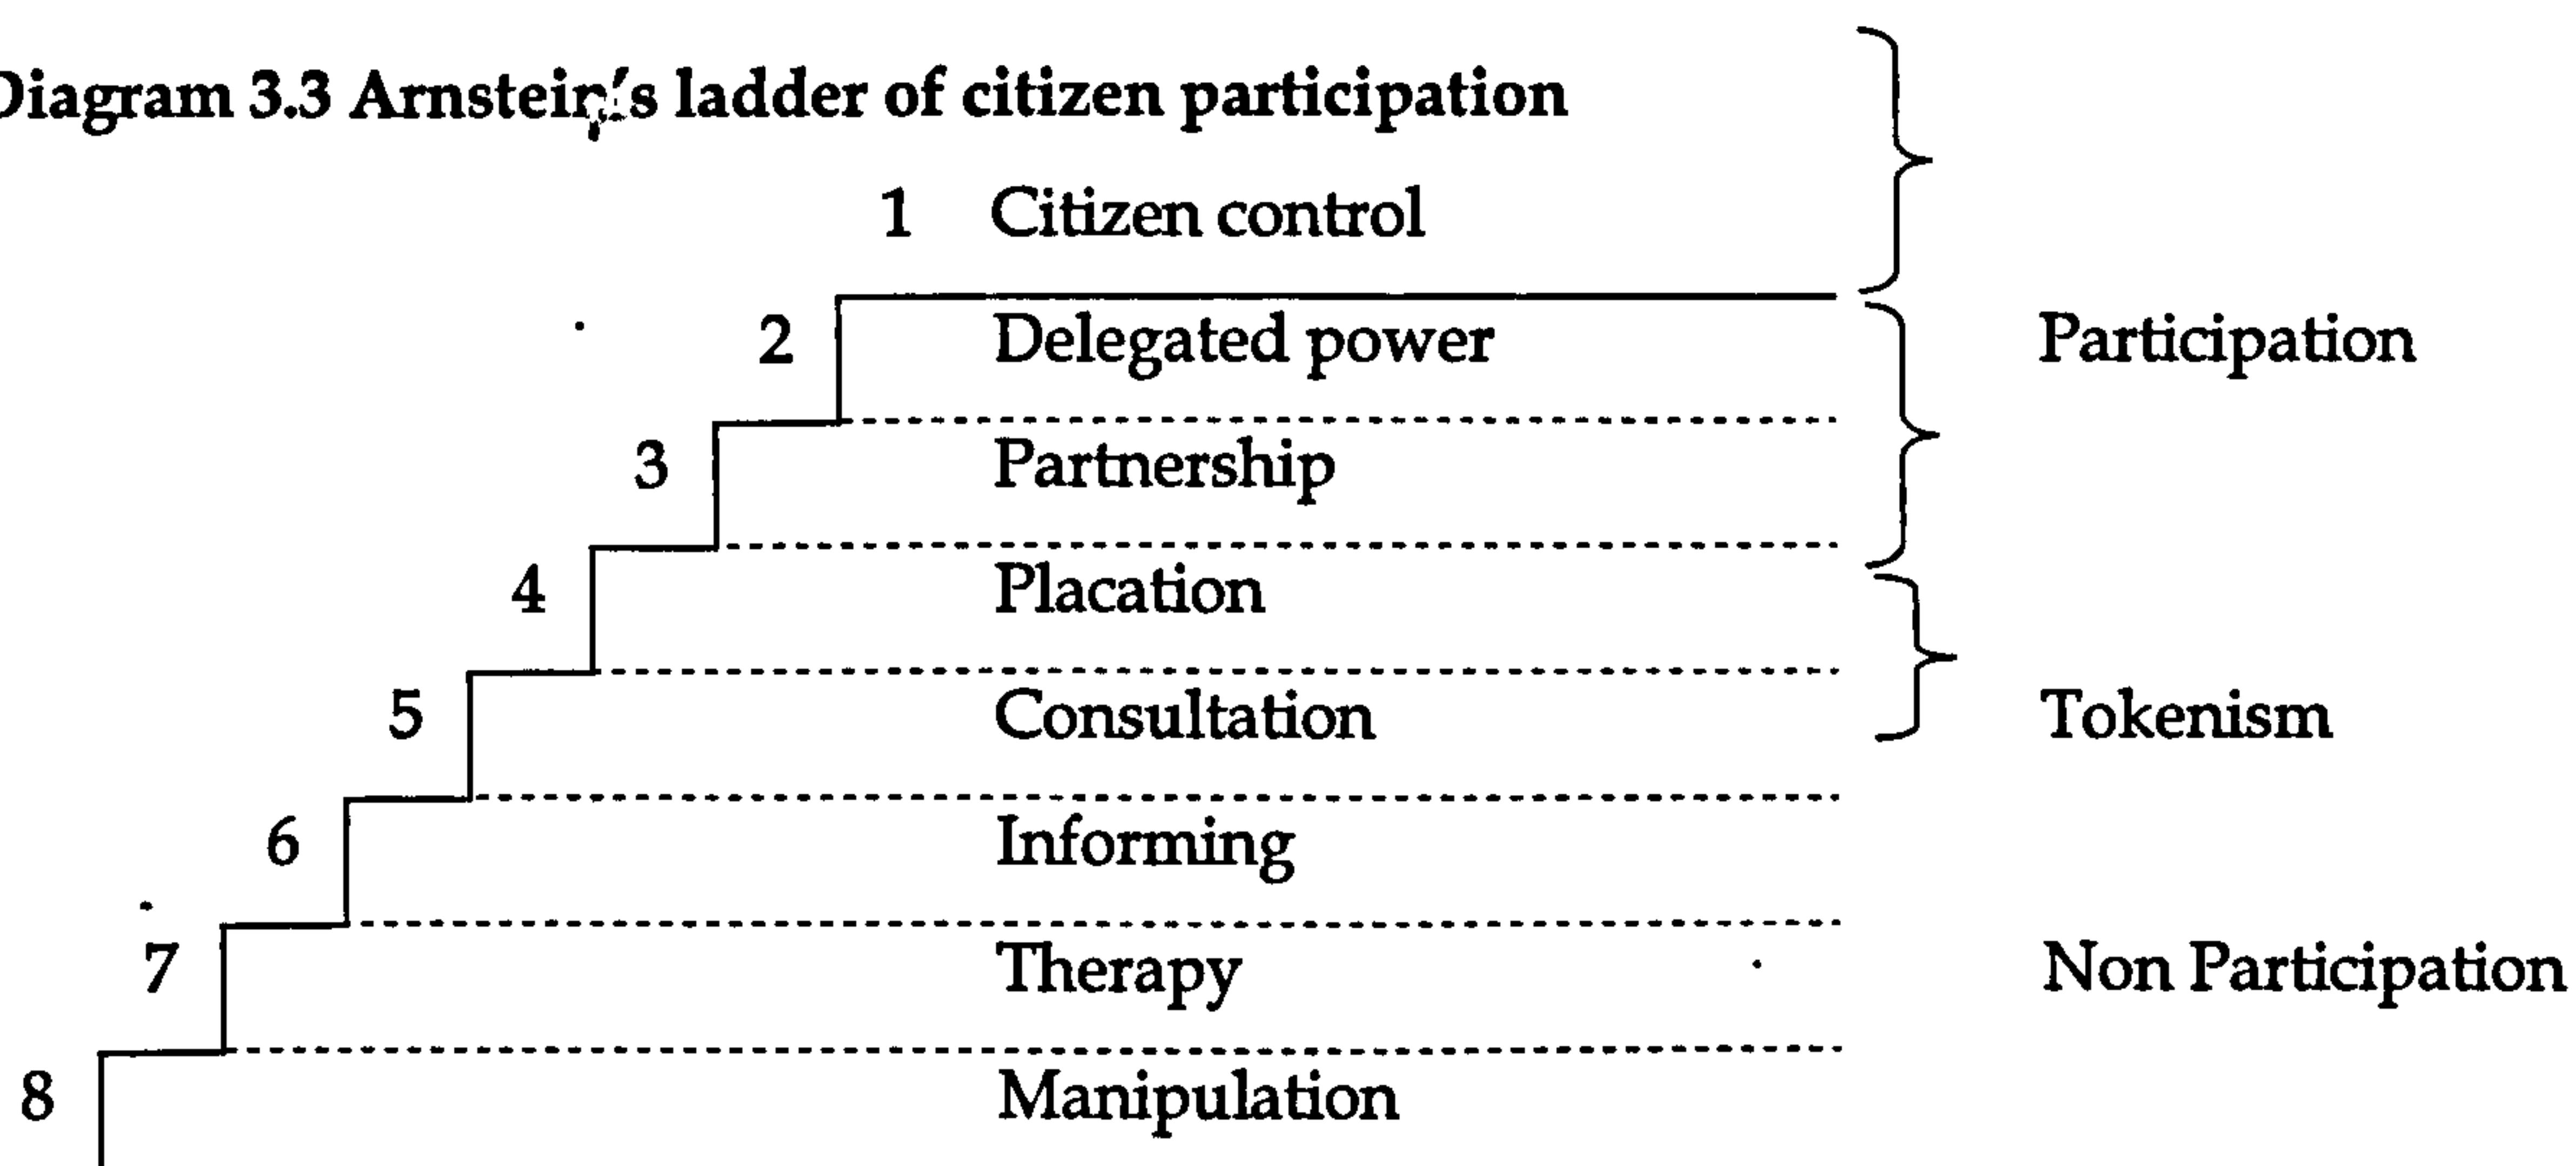 Diagram 3.3 Arnstein's ladder of citizen participation
1 Citizen control
2 Delegated power Participation
3 Partnership
4 Placation
5 Consultation Tokenism
6 Informing
7 Therapy Non Participation
8 Manipulation